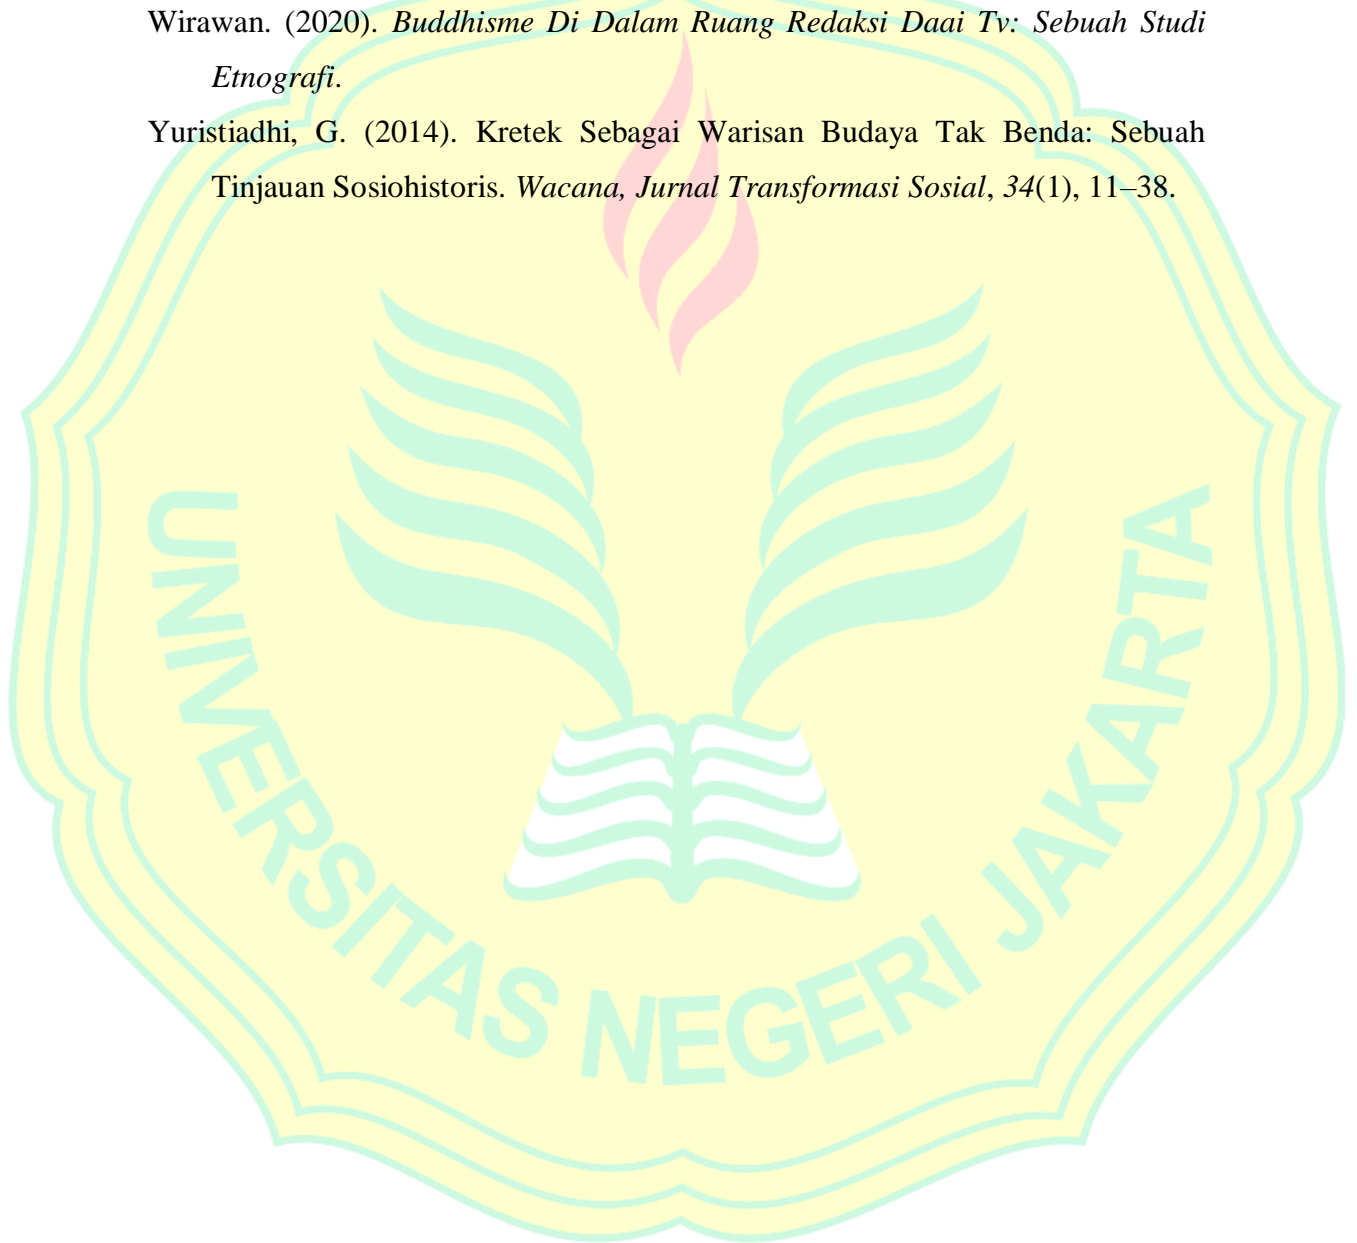 Wirawan. (2020). Buddhisme Di Dalam Ruang Redaksi Daai Tv: Sebuah Studi
Etnografi.
Yuristiadhi, G. (2014). Kretek Sebagai Warisan Budaya Tak Benda: Sebuah
Tinjauan Sosiohistoris. Wacana, Jurnal Transformasi Sosial, 34(1), 11–38.
UNIVERSITAS NEGERI JAKARTA